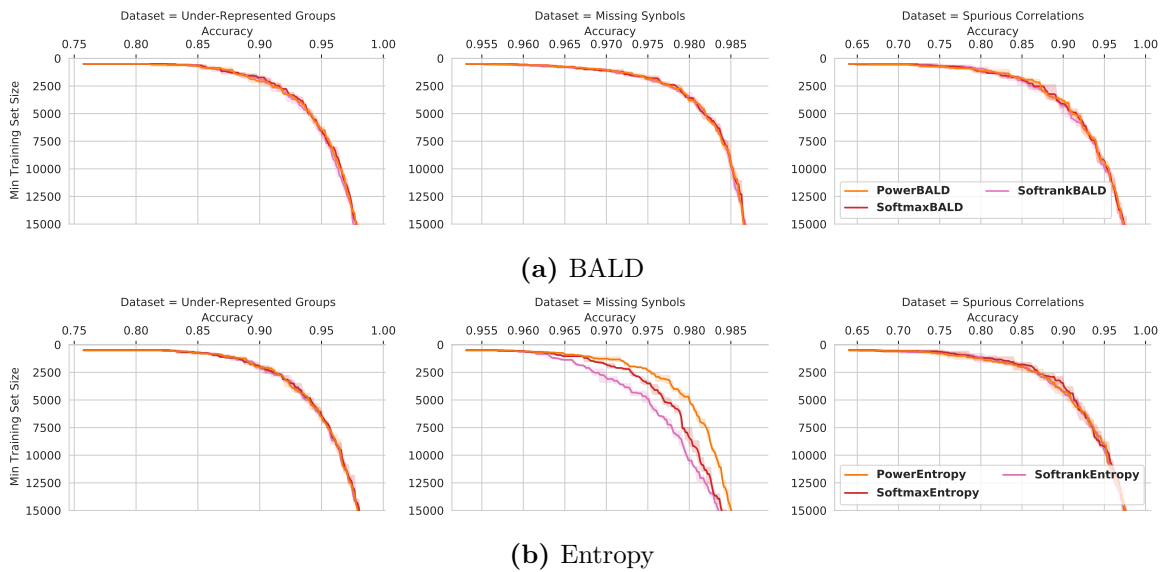 Dataset = Under-Represented Groups
Accuracy
0.75 0.80 0.85 0.90 0.95 1.00
0
2500
5000
7500
10000
12500
15000
Min Training Set Size
Dataset = Missing Symbols
Accuracy
0.955 0.960 0.965 0.970 0.975 0.980 0.985
0
2500
5000
7500
10000
12500
15000
Dataset = Spurious Correlations
Accuracy
0.65 0.70 0.75 0.80 0.85 0.90 0.95 1.00
0
2500
5000
7500
10000
12500
15000
PowerBALD SoftrankBALD
SoftmaxBALD
(a) BALD
Dataset = Under-Represented Groups
Accuracy
0.75 0.80 0.85 0.90 0.95 1.00
0
2500
5000
7500
10000
12500
15000
Min Training Set Size
Dataset = Missing Symbols
Accuracy
0.955 0.960 0.965 0.970 0.975 0.980 0.985
0
2500
5000
7500
10000
12500
15000
Dataset = Spurious Correlations
Accuracy
0.65 0.70 0.75 0.80 0.85 0.90 0.95 1.00
0
2500
5000
7500
10000
12500
15000
PowerEntropy SoftrankEntropy
SoftmaxEntropy
(b) Entropy